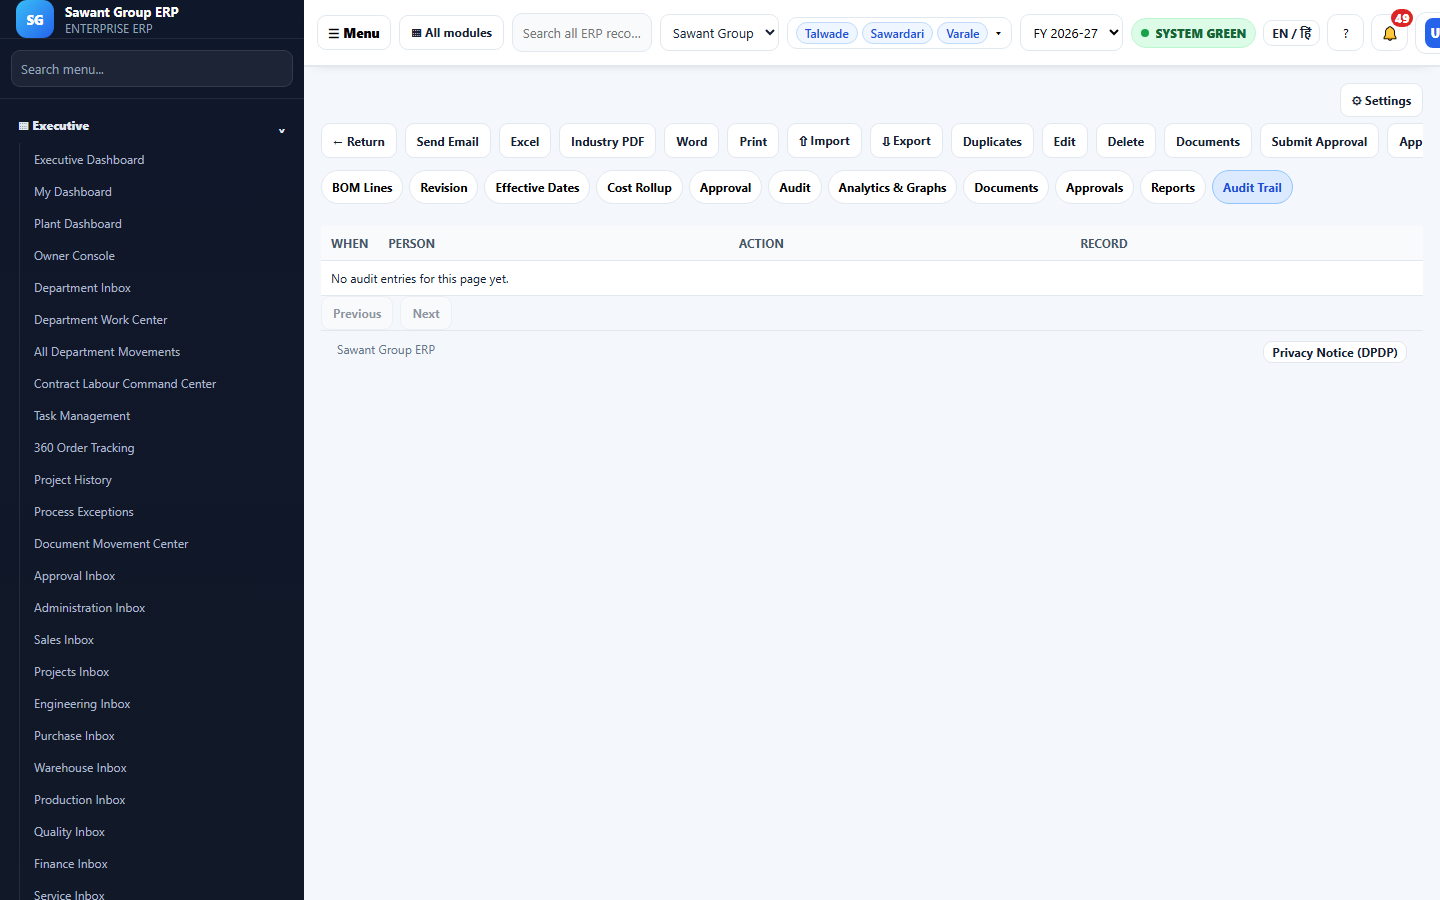 SG
Sawant Group ERP
ENTERPRISE ERP
☰ Menu
▦ All modules
Search all ERP reco...
Sawant Group
Talwade
Sawardari
Varale
FY 2026-27
SYSTEM GREEN
EN / हिं
?
49
U
Search menu...
▦ Executive
Executive Dashboard
My Dashboard
Plant Dashboard
Owner Console
Department Inbox
Department Work Center
All Department Movements
Contract Labour Command Center
Task Management
360 Order Tracking
Project History
Process Exceptions
Document Movement Center
Approval Inbox
Administration Inbox
Sales Inbox
Projects Inbox
Engineering Inbox
Purchase Inbox
Warehouse Inbox
Production Inbox
Quality Inbox
Finance Inbox
Service Inbox
⚙ Settings
← Return
Send Email
Excel
Industry PDF
Word
Print
⇧ Import
⇩ Export
Duplicates
Edit
Delete
Documents
Submit Approval
App
BOM Lines
Revision
Effective Dates
Cost Rollup
Approval
Audit
Analytics & Graphs
Documents
Approvals
Reports
Audit Trail
WHEN PERSON ACTION RECORD
No audit entries for this page yet.
Previous
Next
Sawant Group ERP
Privacy Notice (DPDP)